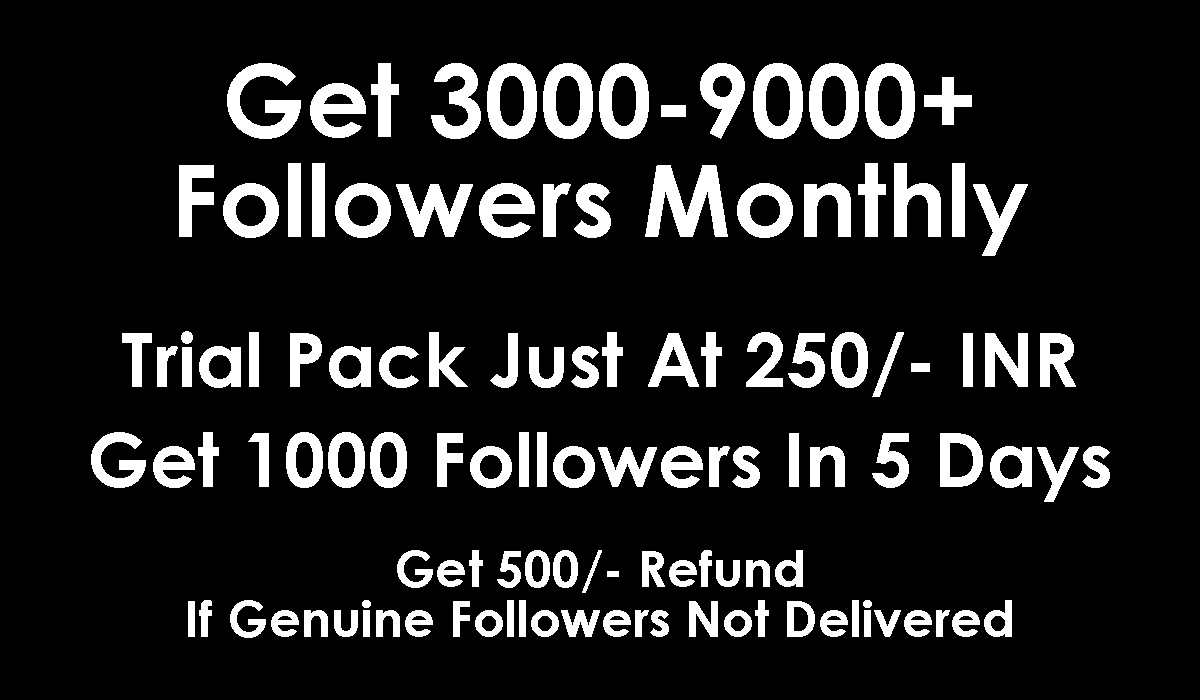 Get 3000-9000+
Followers Monthly
Trial Pack Just At 250/- INR
Get 1000 Followers In 5 Days
Get 500/- Refund
If Genuine Followers Not Delivered